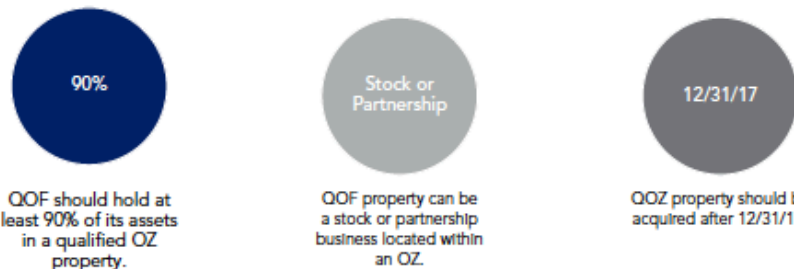 90%
QOF should hold at
least 90% of its assets
in a qualified OZ
property.
Stock or
Partnership
QOF property can be
a stock or partnership
business located within
an OZ.
12/31/17
QOZ property should
acquired after